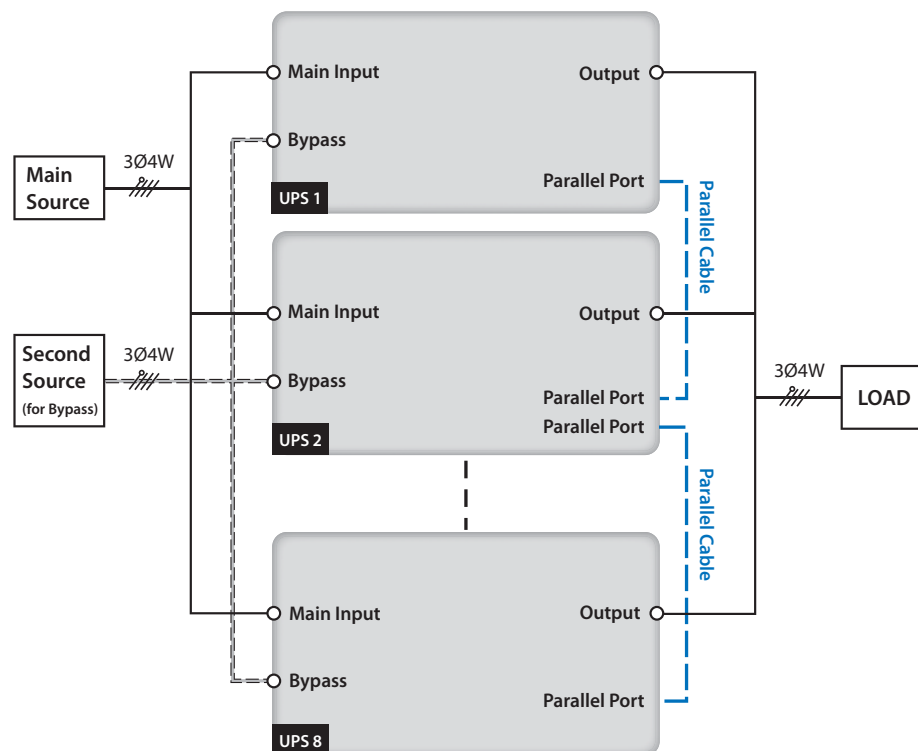 Main Input
Output
Bypass
Parallel Port
UPS 1
3Ø4W
Main
Source
Parallel Cable
Main Input
Output
Bypass
Parallel Port
Parallel Port
UPS 2
3Ø4W
Second
Source
(for Bypass)
3Ø4W
LOAD
Parallel Cable
Main Input
Output
Bypass
Parallel Port
UPS 8